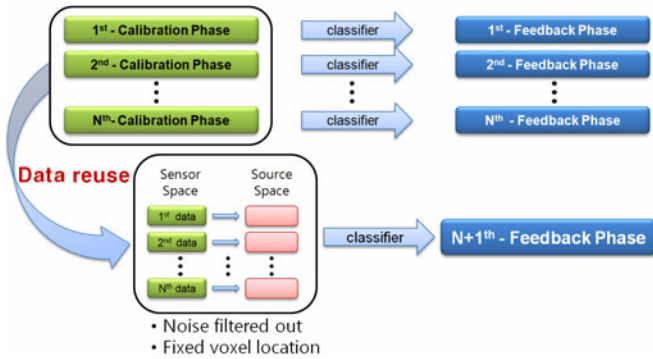 1st - Calibration Phase
classifier
1st - Feedback Phase
2nd - Calibration Phase
classifier
2nd - Feedback Phase
Nth- Calibration Phase
classifier
Nth - Feedback Phase
Data reuse
Sensor Space
Source Space
1st data
2nd data
Nth data
classifier
N+1th - Feedback Phase
• Noise filtered out
• Fixed voxel location